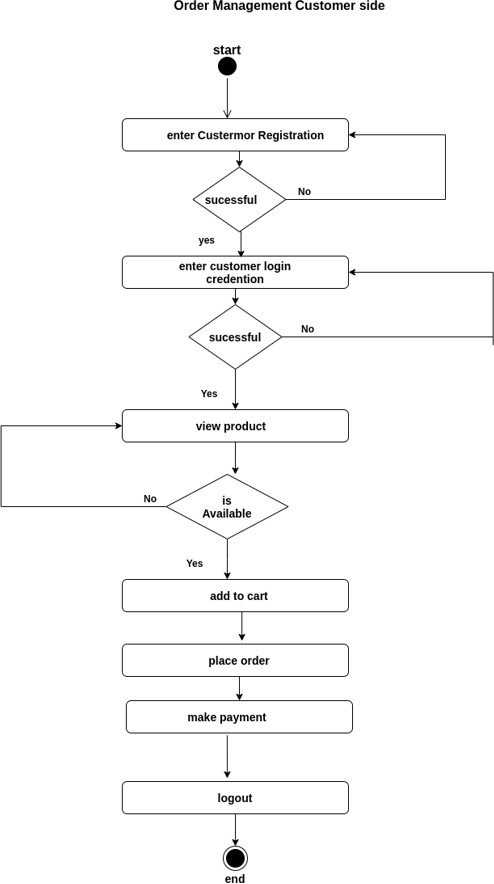 Order Management Customer side
start
enter Custermor Registration
sucessful
No
yes
enter customer login
credention
sucessful
No
Yes
view product
No
is
Available
Yes
add to cart
place order
make payment
logout
end